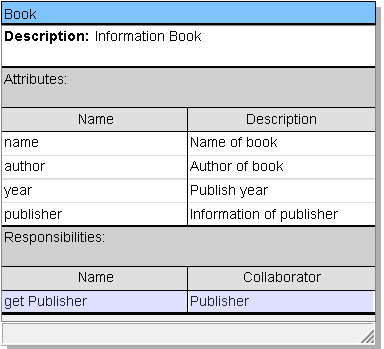 Book
Description: Information Book
Attributes:
Name Description
name Name of book
author Author of book
year Publish year
publisher Information of publisher
Responsibilities:
Name Collaborator
get Publisher Publisher